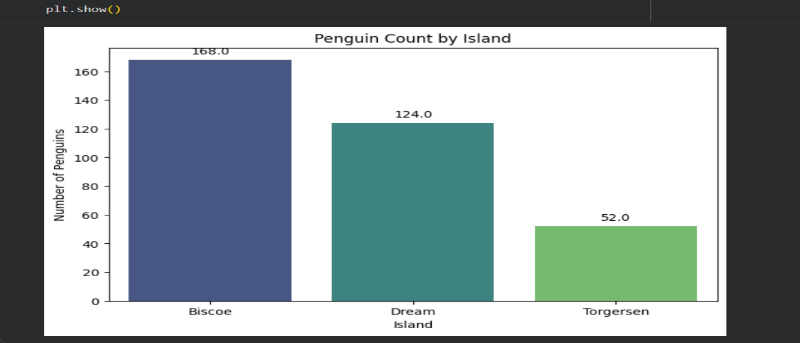 plt.show()
Penguin Count by Island
168.0
124.0
52.0
Number of Penguins
160
140
120
100
80
60
40
20
0
Biscoe
Dream
Torgersen
Island